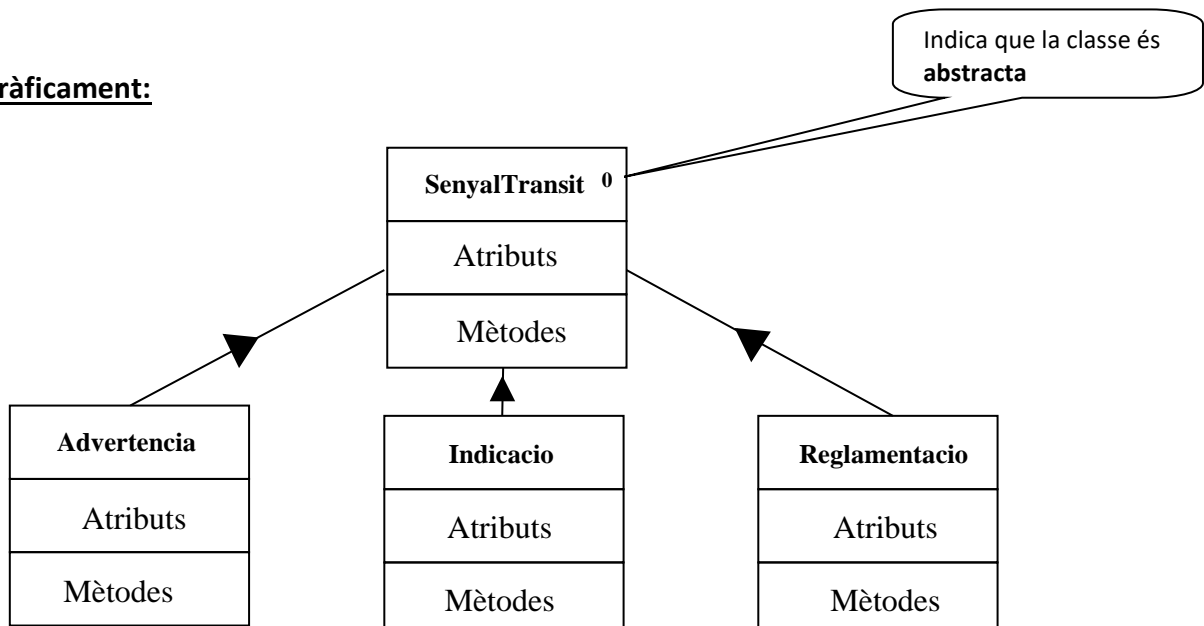 Indica que la classe és
abstracta
ràficament:
SenyalTransit 0
Atributs
Mètodes
Advertencia
Atributs
Mètodes
Indicacio
Atributs
Mètodes
Reglamentacio
Atributs
Mètodes